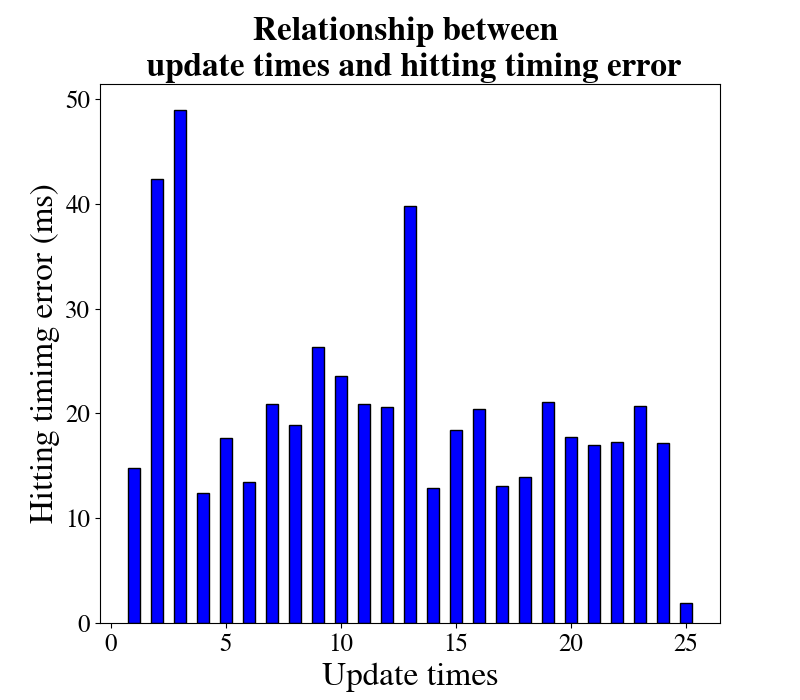 Relationship between
update times and hitting timing error
Hitting timimg error (ms)
50
40
30
20
10
0
0 5 10 15 20 25
Update times